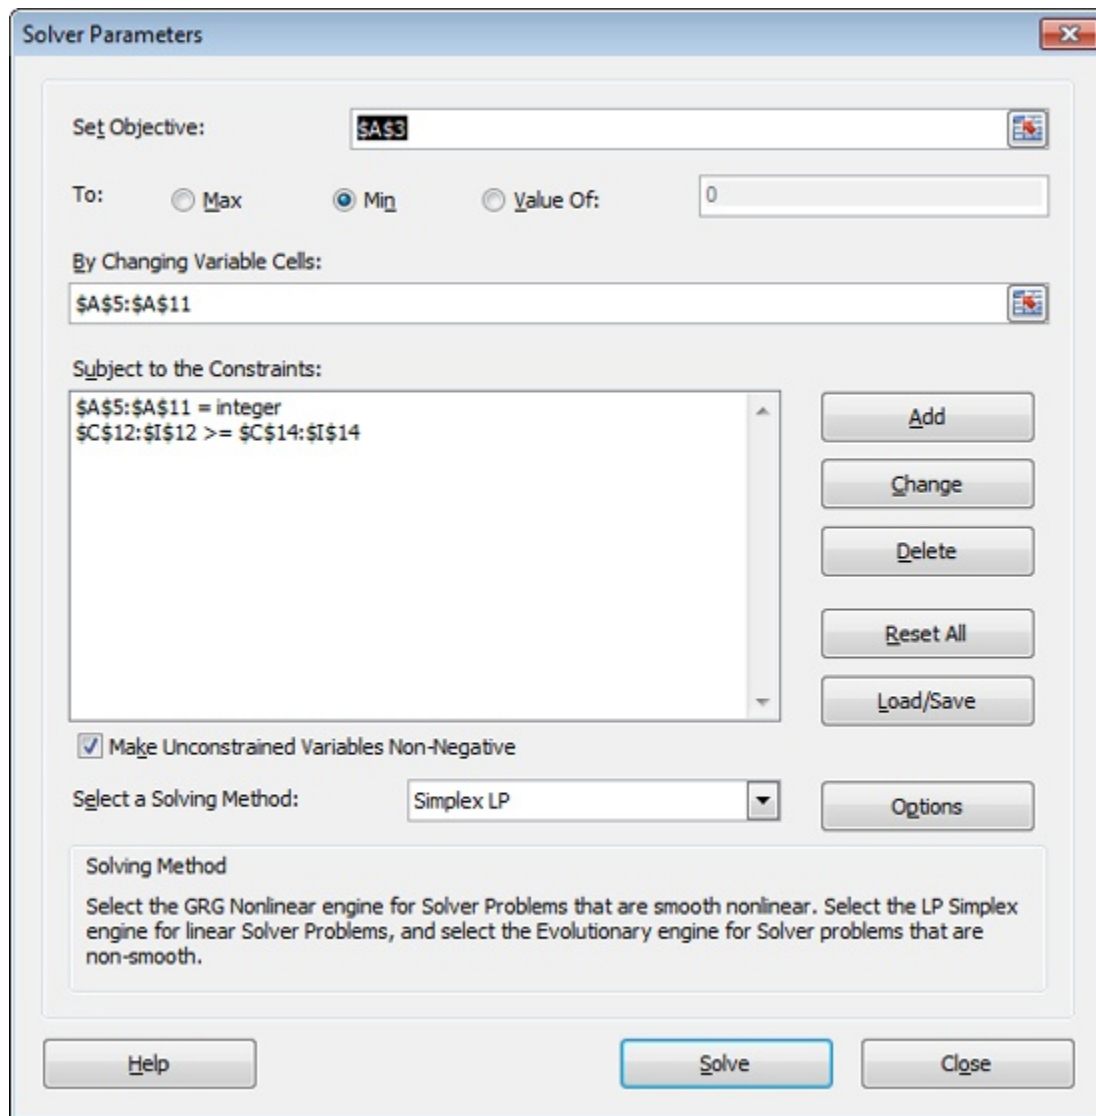 Solver Parameters
Set Objective:
$A$3
To:
Max
Min
Value Of:
0
By Changing Variable Cells:
$A$5:$A$11
Subject to the Constraints:
$A$5:$A$11 = integer
$C$12:$I$12 >= $C$14:$I$14
Add
Change
Delete
Reset All
Load/Save
Make Unconstrained Variables Non-Negative
Select a Solving Method:
Simplex LP
Options
Solving Method
Select the GRG Nonlinear engine for Solver Problems that are smooth nonlinear. Select the LP Simplex
engine for linear Solver Problems, and select the Evolutionary engine for Solver problems that are
non-smooth.
Help
Solve
Close